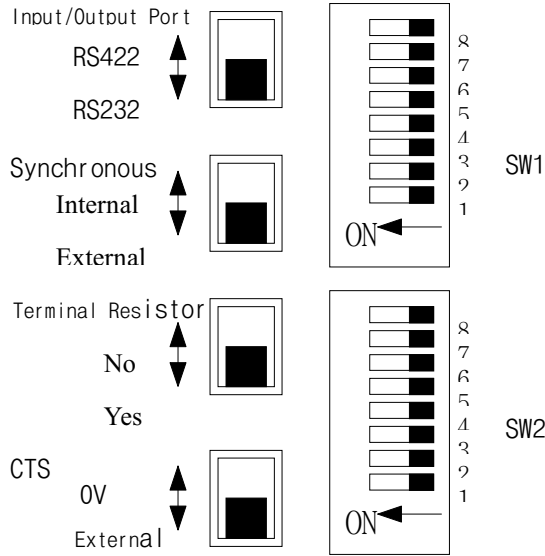 Input/Output Port
RS422
RS232
Synchronous
Internal
External
8
7
6
5
4
3
2
1
SW1
ON
Terminal Resistor
No
Yes
CTS
0V
External
8
7
6
5
4
3
2
1
SW2
ON